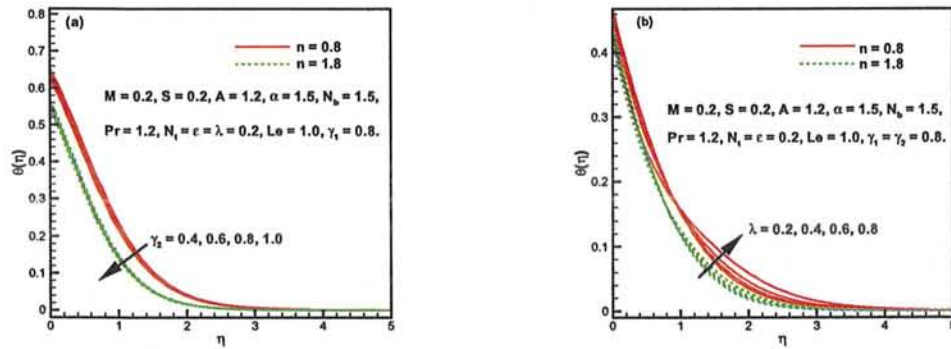 (a)
n = 0.8
n = 1.8
M = 0.2, S = 0.2, A = 1.2, α = 1.5, N_b = 1.5,
Pr = 1.2, N_t = ε = λ = 0.2, Le = 1.0, γ_1 = 0.8.
γ_2 = 0.4, 0.6, 0.8, 1.0
θ(η)
0.8
0.7
0.6
0.5
0.4
0.3
0.2
0.1
0
0 1 2 3 4 5
η
(b)
n = 0.8
n = 1.8
M = 0.2, S = 0.2, A = 1.2, α = 1.5, N_b = 1.5,
Pr = 1.2, N_t = ε = 0.2, Le = 1.0, γ_1 = γ_2 = 0.8.
λ = 0.2, 0.4, 0.6, 0.8
θ(η)
0.4
0.3
0.2
0.1
0
0 1 2 3 4 5
η